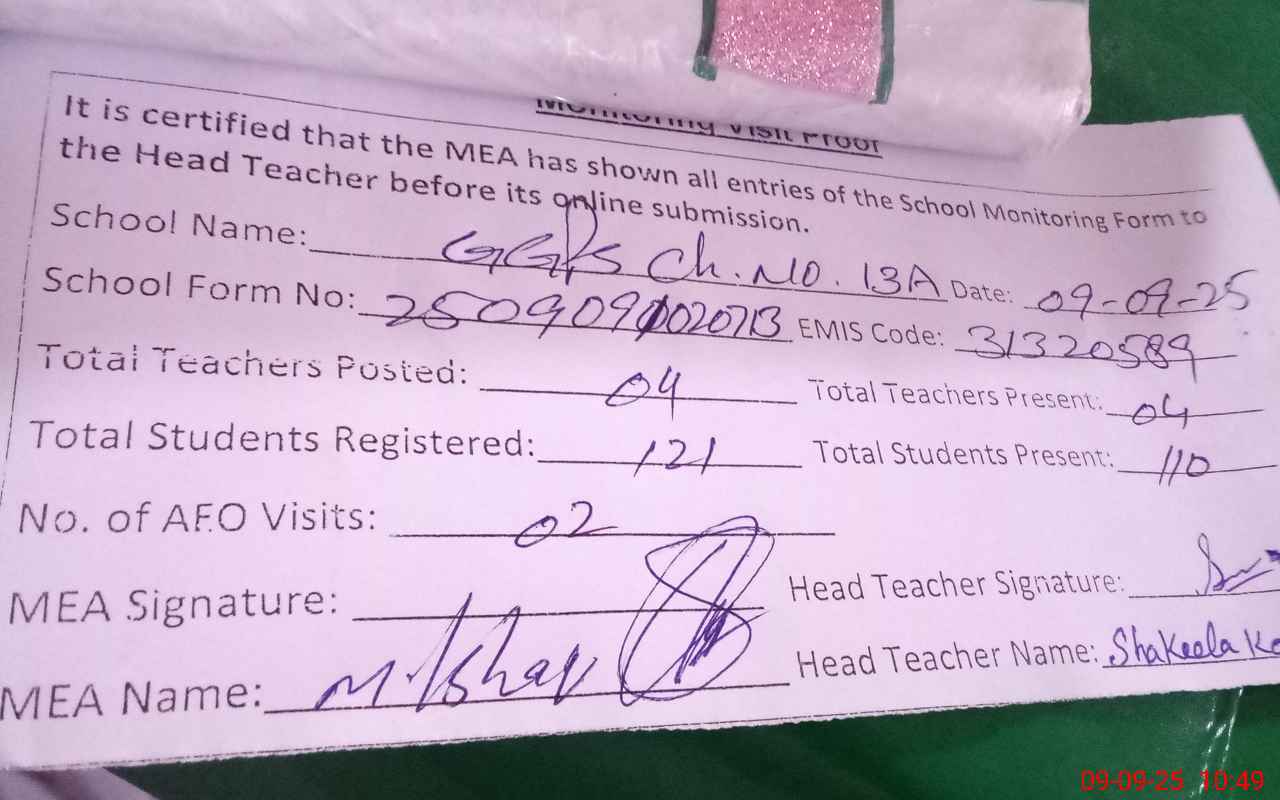 Monitoring Visit Proof
It is certified that the MEA has shown all entries of the School Monitoring Form to
the Head Teacher before its online submission.
School Name: GGPS Ch. NO. 13A Date: 09-09-25
School Form No: EMIS Code: 31320589
Total Teachers Posted: 04 Total Teachers Present: 04
Total Students Registered: 121 Total Students Present: 110
No. of AEO Visits: 02
MEA Signature: Head Teacher Signature:
MEA Name: Head Teacher Name: Shakeela
09-09-25 10:49